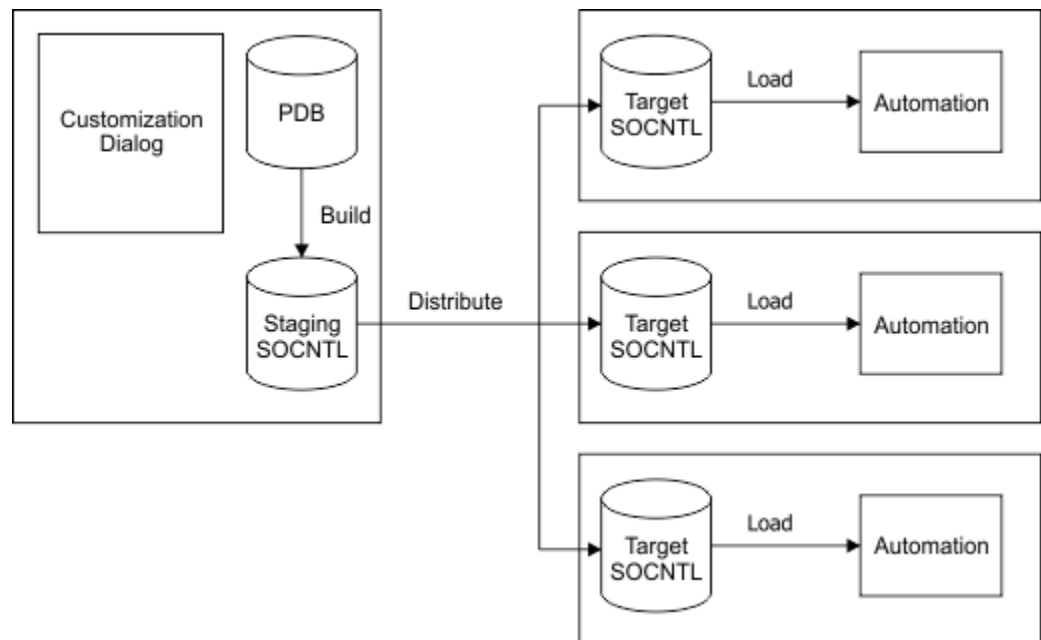 Customization
Dialog
PDB
Build
Staging
SOCNTL
Distribute
Target
SOCNTL
Load
Automation
Target
SOCNTL
Load
Automation
Target
SOCNTL
Load
Automation